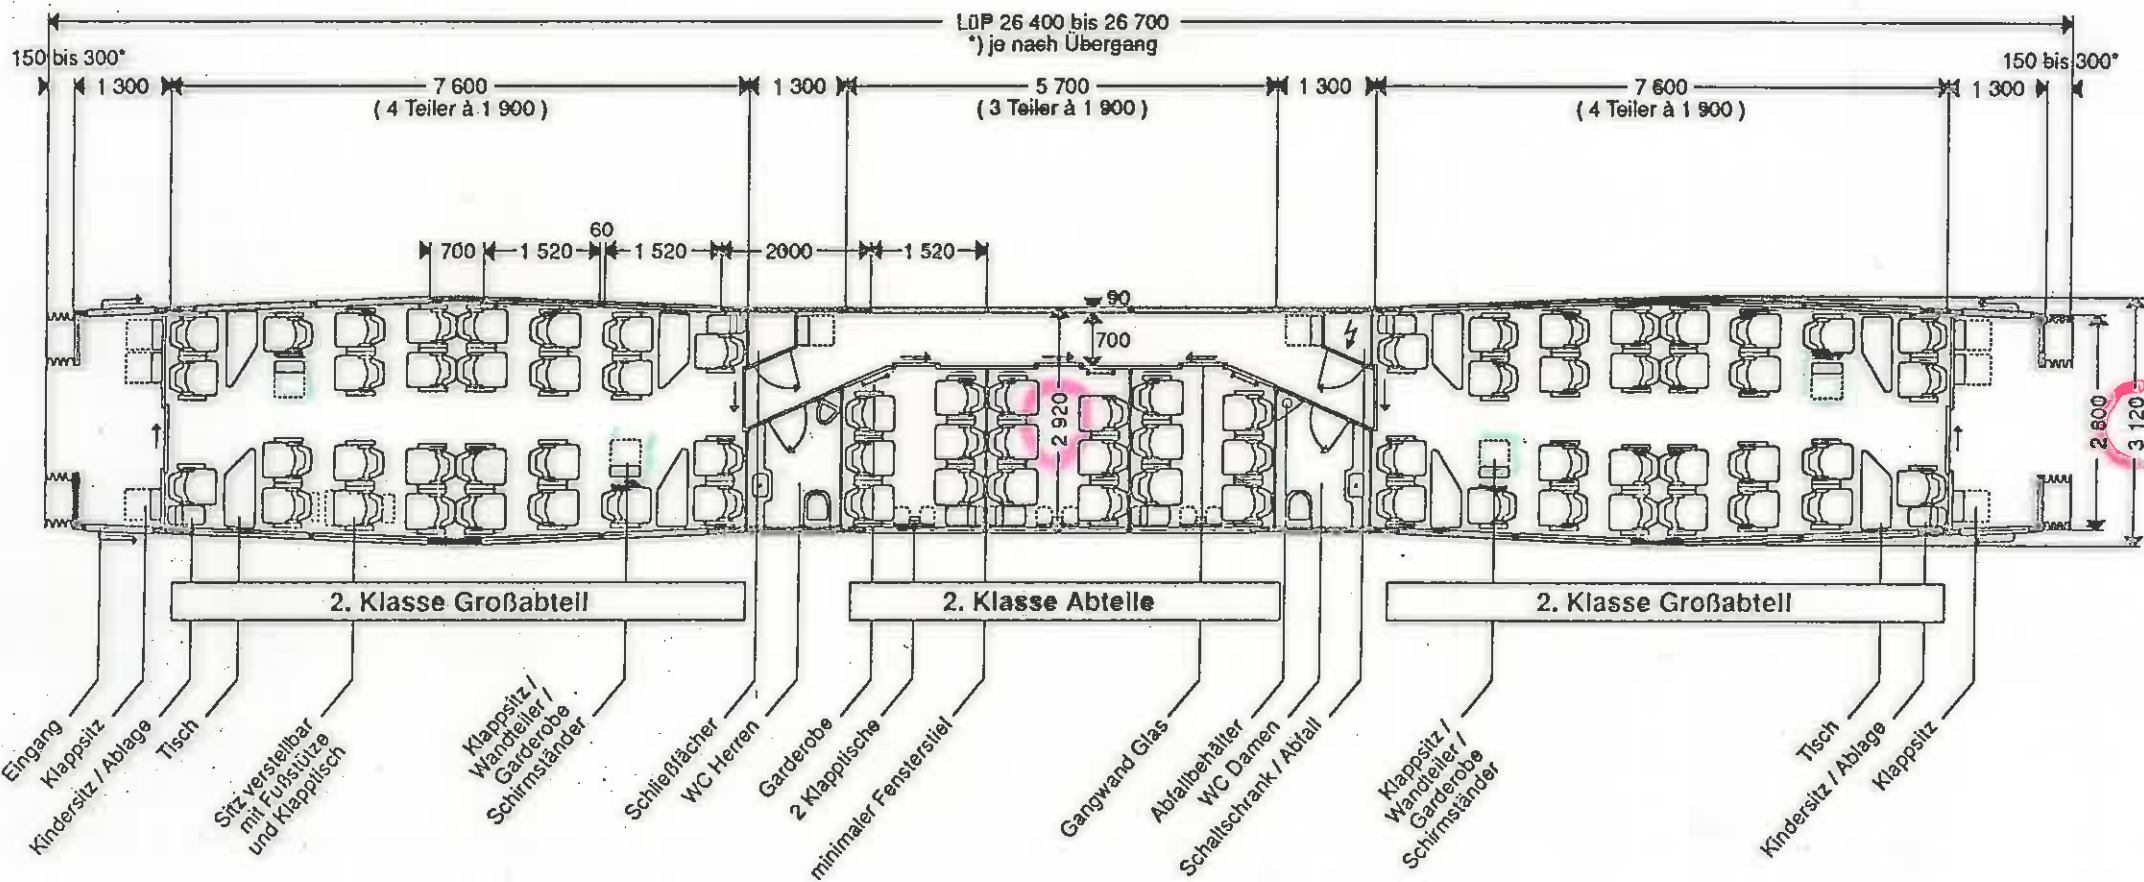 LüP 26 400 bis 26 700
*) je nach Übergang
150 bis 300*
150 bis 300*
1 300
7 600
1 300
5 700
1 300
7 600
1 300
( 4 Teiler à 1 900 )
( 3 Teiler à 1 900 )
( 4 Teiler à 1 900 )
60
700
1 520
1 520
2000
1 520
90
700
2 920
2 800
3 120
2. Klasse Großabteil
2. Klasse Abteile
2. Klasse Großabteil
Eingang
Klappsitz
Kindersitz / Ablage
Tisch
Sitz verstellbar
mit Fußstütze
und Klapptisch
Klappsitz /
Wandteiler /
Garderobe
Schirmständer
Schließfächer
WC Herren
Garderobe
2 Klapptische
minimaler Fensterstiel
Gangwand Glas
Abfallbehälter
WC Damen
Schaltschrank / Abfall
Klappsitz /
Wandteiler /
Garderobe
Schirmständer
Tisch
Kindersitz / Ablage
Klappsitz